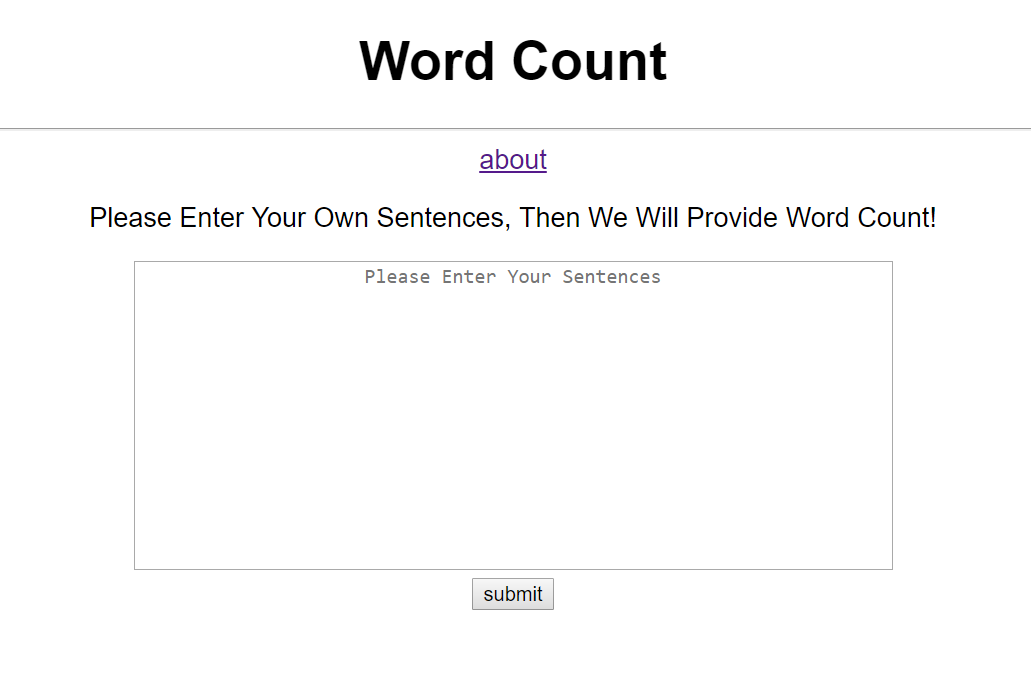 Word Count
about
Please Enter Your Own Sentences, Then We Will Provide Word Count!
Please Enter Your Sentences
submit